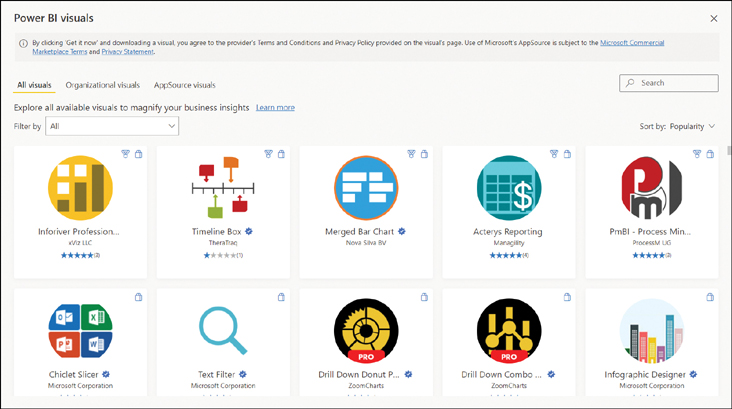 Power BI visuals
By clicking 'Get it now' and downloading a visual, you agree to the provider's Terms and Conditions and Privacy Policy provided on the visual's page. Use of Microsoft's AppSource is subject to the Microsoft Commercial
Marketplace Terms and Privacy Statement.
All visuals Organizational visuals AppSource visuals Search
Explore all available visuals to magnify your business insights Learn more
Filter by All Sort by: Popularity
Inforiver Profession... Timeline Box Merged Bar Chart Acterys Reporting PmBI - Process Min...
xViz LLC TheraTraq Nova Silva BV Managility ProcessM UG
(2) (1) (4) (3)
PRO PRO
Chiclet Slicer Text Filter Drill Down Donut P... Drill Down Combo ... Infographic Designer
Microsoft Corporation Microsoft Corporation ZoomCharts ZoomCharts Microsoft Corporation